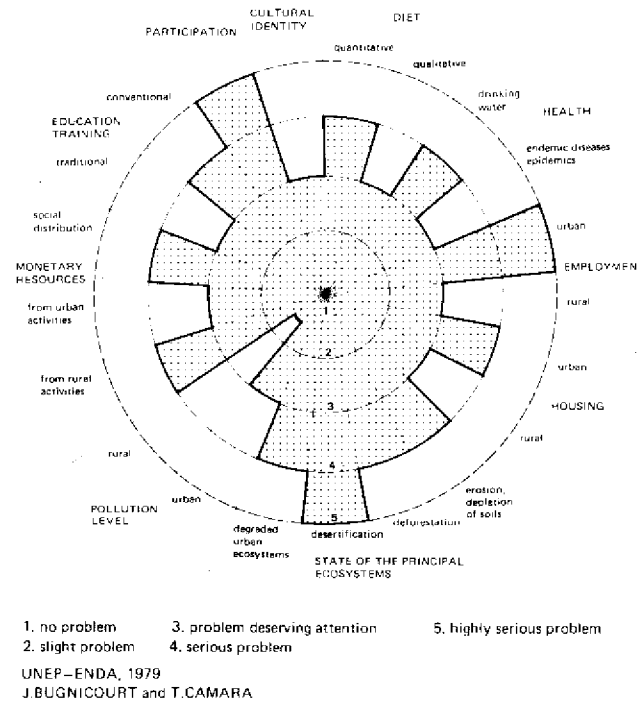 CULTURAL
IDENTITY
DIET
PARTICIPATION
quantitative
qualitative
conventional
drinking
water
HEALTH
EDUCATION
TRAINING
traditional
endemic diseases
epidemics
social
distribution
urban
MONETARY
RESOURCES
EMPLOYMEN
from urban
activities
rural
1
2
urban
from rural
activities
3
HOUSING
rural
rural
4
urban
erosion,
depletion
of soils
POLLUTION
LEVEL
5
deforestation
degraded
urban
ecosystems
desertification
STATE OF THE PRINCIPAL
ECOSYSTEMS
1. no problem
3. problem deserving attention
5. highly serious problem
2. slight problem
4. serious problem
UNEP–ENDA, 1979
J.BUGNICOURT and T.CAMARA